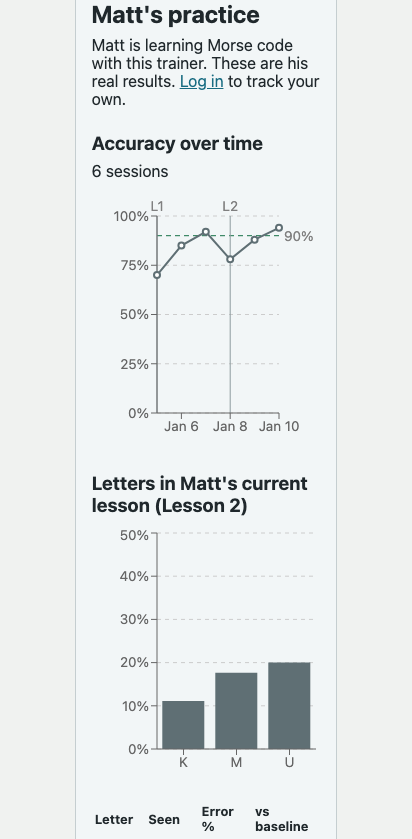 Matt's practice
Matt is learning Morse code
with this trainer. These are his
real results. Log in to track your
own.
Accuracy over time
6 sessions
L1 L2
100%
90%
75%
50%
25%
0%
Jan 6 Jan 8 Jan 10
Letters in Matt's current
lesson (Lesson 2)
50%
40%
30%
20%
10%
0%
K M U
Letter Seen Error % vs baseline